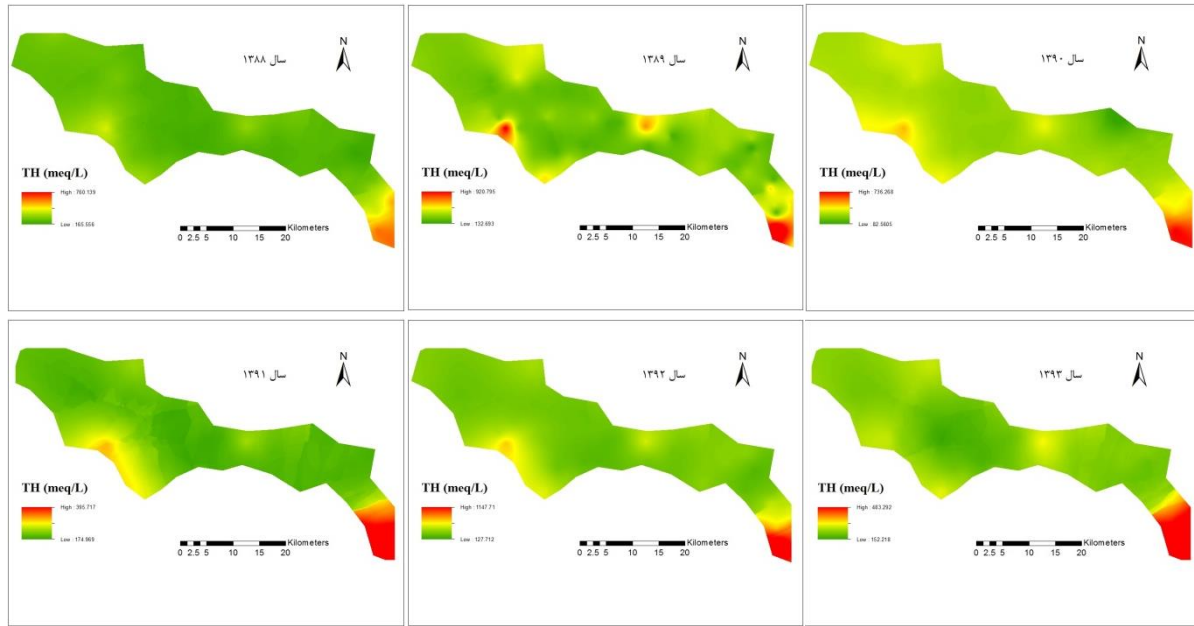 سال ۱۳۸۸
N
TH (meq/L)
High : 760.139
Low : 165.556
Kilometers
0 2.5 5 10 15 20
سال ۱۳۸۹
N
TH (meq/L)
High : 920.795
Low : 132.693
Kilometers
0 2.5 5 10 15 20
سال ۱۳۹۰
N
TH (meq/L)
High : 736.268
Low : 82.5805
Kilometers
0 2.5 5 10 15 20
سال ۱۳۹۱
N
TH (meq/L)
High : 395.717
Low : 174.969
Kilometers
0 2.5 5 10 15 20
سال ۱۳۹۲
N
TH (meq/L)
High : 1147.71
Low : 127.712
Kilometers
0 2.5 5 10 15 20
سال ۱۳۹۳
N
TH (meq/L)
High : 403.292
Low : 152.218
Kilometers
0 2.5 5 10 15 20